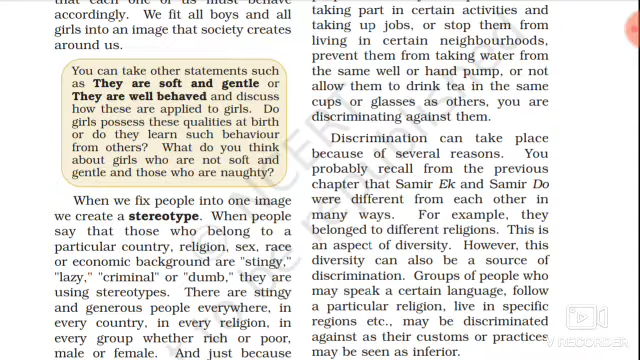 that each one of us must behave
accordingly. We fit all boys and all
girls into an image that society creates
around us.
You can take other statements such
as They are soft and gentle or
They are well behaved and discuss
how these are applied to girls. Do
girls possess these qualities at birth
or do they learn such behaviour
from others? What do you think
about girls who are not soft and
gentle and those who are naughty?
When we fix people into one image
we create a stereotype. When people
say that those who belong to a
particular country, religion, sex, race
or economic background are "stingy,"
"lazy," "criminal" or "dumb," they are
using stereotypes. There are stingy
and generous people everywhere, in
every country, in every religion, in
every group whether rich or poor,
male or female. And just because
taking part in certain activities and
taking up jobs, or stop them from
living in certain neighbourhoods,
prevent them from taking water from
the same well or hand pump, or not
allow them to drink tea in the same
cups or glasses as others, you are
discriminating against them.
Discrimination can take place
because of several reasons. You
probably recall from the previous
chapter that Samir Ek and Samir Do
were different from each other in
many ways. For example, they
belonged to different religions. This is
an aspect of diversity. However, this
diversity can also be a source of
discrimination. Groups of people who
may speak a certain language, follow
a particular religion, live in specific
regions etc., may be discriminated
against as their customs or practices
may be seen as inferior.
© NCERT
not to be republished
V RECORDER